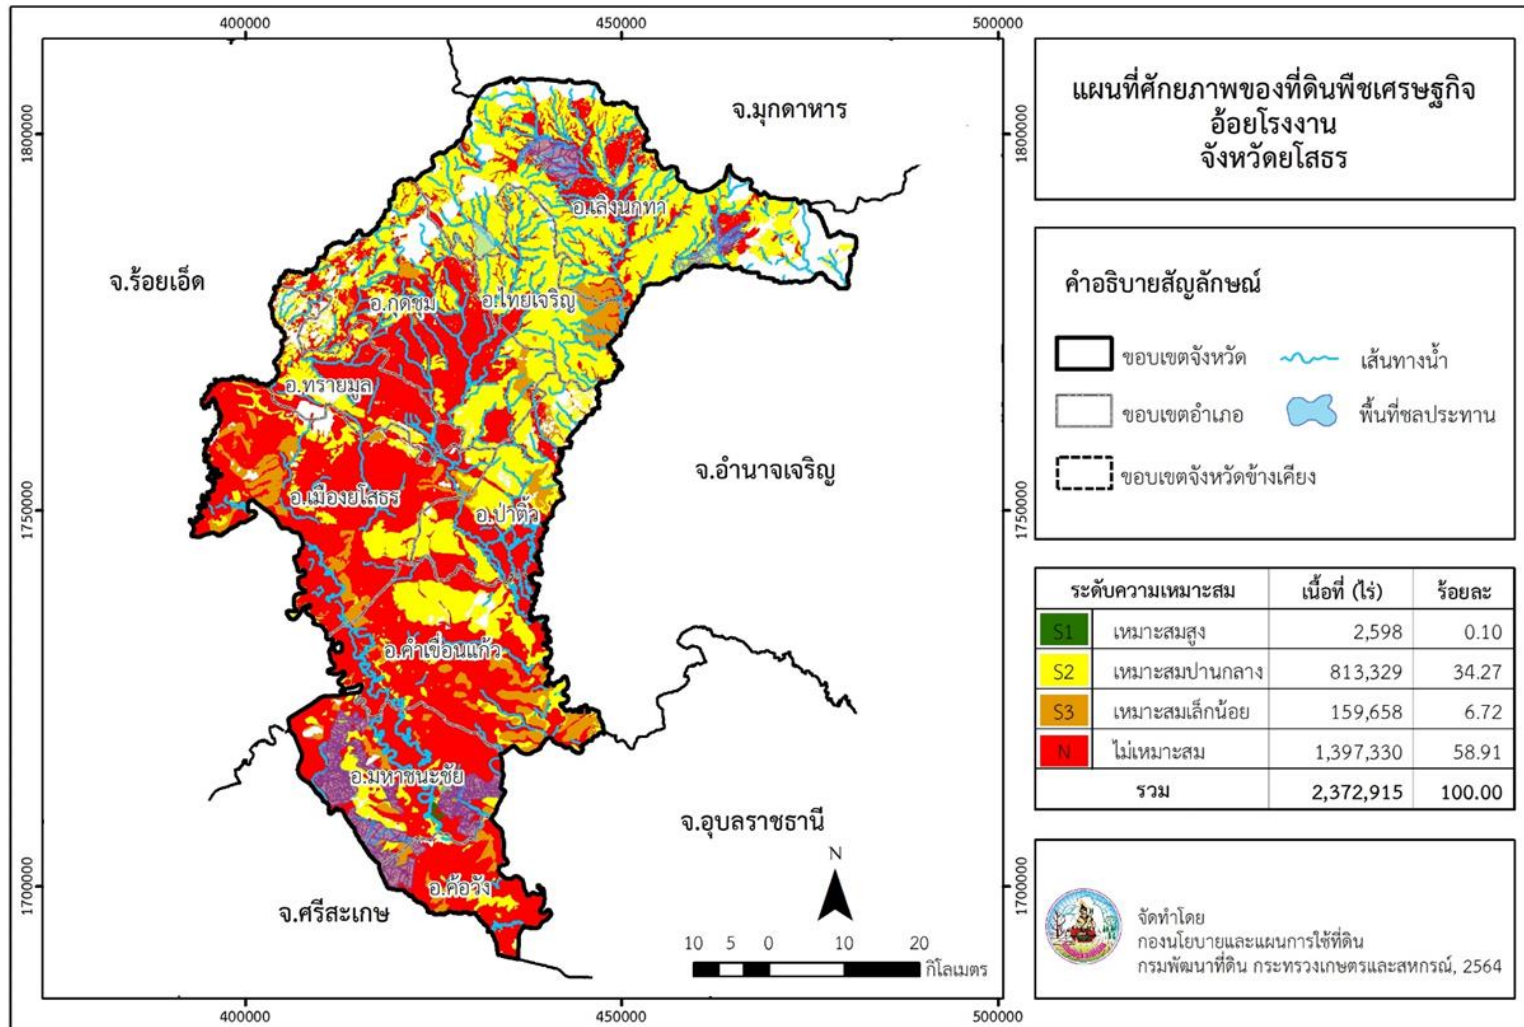 400000
450000
500000
1800000
1800000
1750000
1750000
1700000
1700000
400000
450000
500000
จ.มุกดาหาร
จ.ร้อยเอ็ด
จ.อำนาจเจริญ
จ.อุบลราชธานี
จ.ศรีสะเกษ
อ.เลิงนกทา
อ.กุดชุม
อ.ไทยเจริญ
อ.ทรายมูล
อ.เมืองยโสธร
อ.ป่าติ้ว
อ.คำเขื่อนแก้ว
อ.มหาชนะชัย
อ.ค้อวัง
N
10 5 0 10 20
กิโลเมตร
แผนที่ศักยภาพของที่ดินพืชเศรษฐกิจ
อ้อยโรงงาน
จังหวัดยโสธร
คำอธิบายสัญลักษณ์
ขอบเขตจังหวัด เส้นทางน้ำ
ขอบเขตอำเภอ พื้นที่ชลประทาน
ขอบเขตจังหวัดข้างเคียง
ระดับความเหมาะสม เนื้อที่ (ไร่) ร้อยละ
S1 เหมาะสมสูง 2,598 0.10
S2 เหมาะสมปานกลาง 813,329 34.27
S3 เหมาะสมเล็กน้อย 159,658 6.72
N ไม่เหมาะสม 1,397,330 58.91
รวม 2,372,915 100.00
จัดทำโดย
กองนโยบายและแผนการใช้ที่ดิน
กรมพัฒนาที่ดิน กระทรวงเกษตรและสหกรณ์, 2564